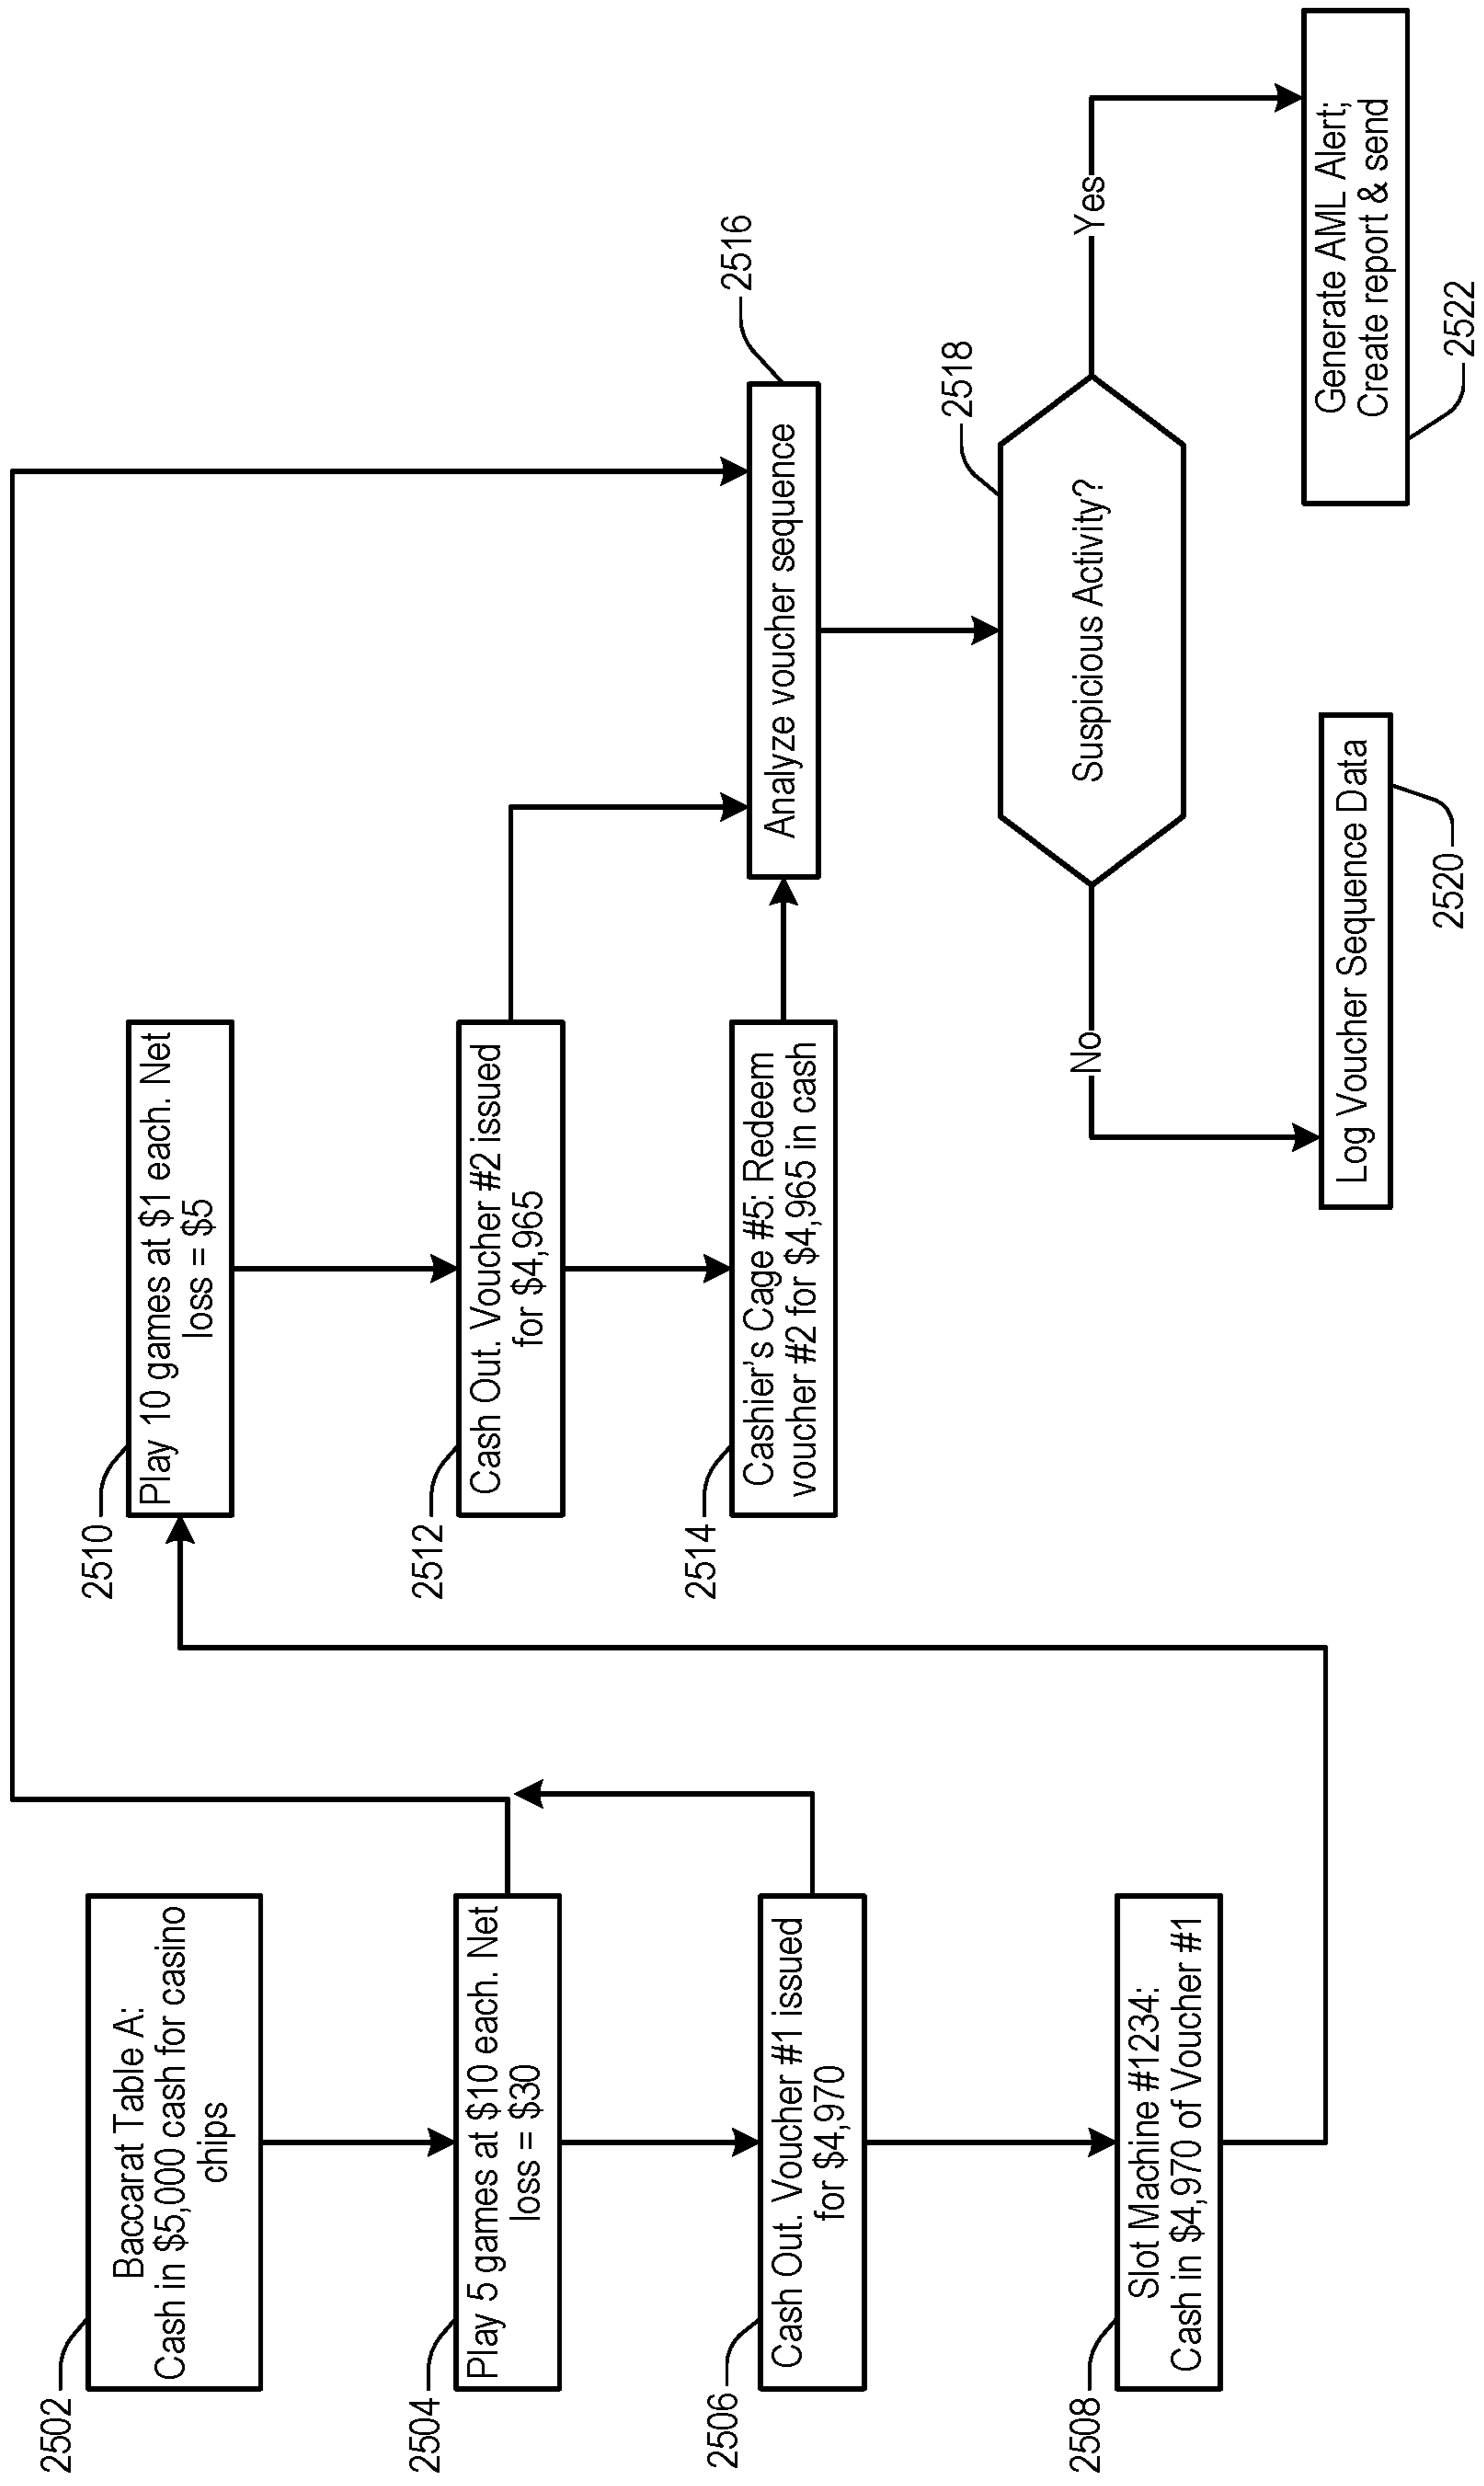 2502
Baccarat Table A:
Cash in $5,000 cash for casino
chips
2504
Play 5 games at $10 each. Net
loss = $30
2506
Cash Out. Voucher #1 issued
for $4,970
2508
Slot Machine #1234:
Cash in $4,970 of Voucher #1
2510
Play 10 games at $1 each. Net
loss = $5
2512
Cash Out. Voucher #2 issued
for $4,965
2514
Cashier's Cage #5: Redeem
voucher #2 for $4,965 in cash
2516
Analyze voucher sequence
2518
Suspicious Activity?
No
Yes
Log Voucher Sequence Data
2520
Generate AML Alert;
Create report & send
2522